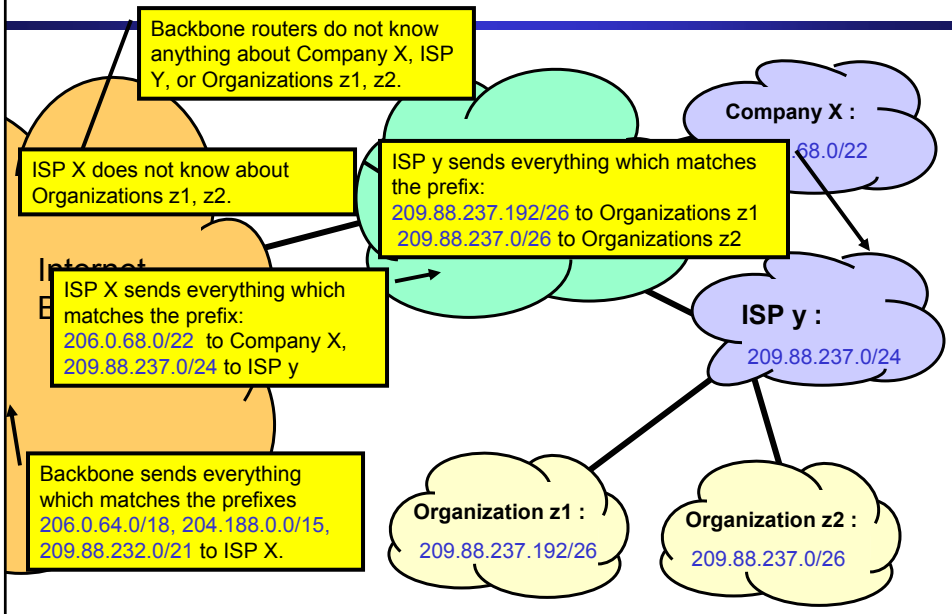 Backbone routers do not know
anything about Company X, ISP
Y, or Organizations z1, z2.
Company X :
.68.0/22
ISP X does not know about
Organizations z1, z2.
ISP y sends everything which matches
the prefix:
209.88.237.192/26 to Organizations z1
209.88.237.0/26 to Organizations z2
Internet
ISP X sends everything which
matches the prefix:
206.0.68.0/22 to Company X,
209.88.237.0/24 to ISP y
ISP y :
209.88.237.0/24
Backbone sends everything
which matches the prefixes
206.0.64.0/18, 204.188.0.0/15,
209.88.232.0/21 to ISP X.
Organization z1 :
209.88.237.192/26
Organization z2 :
209.88.237.0/26